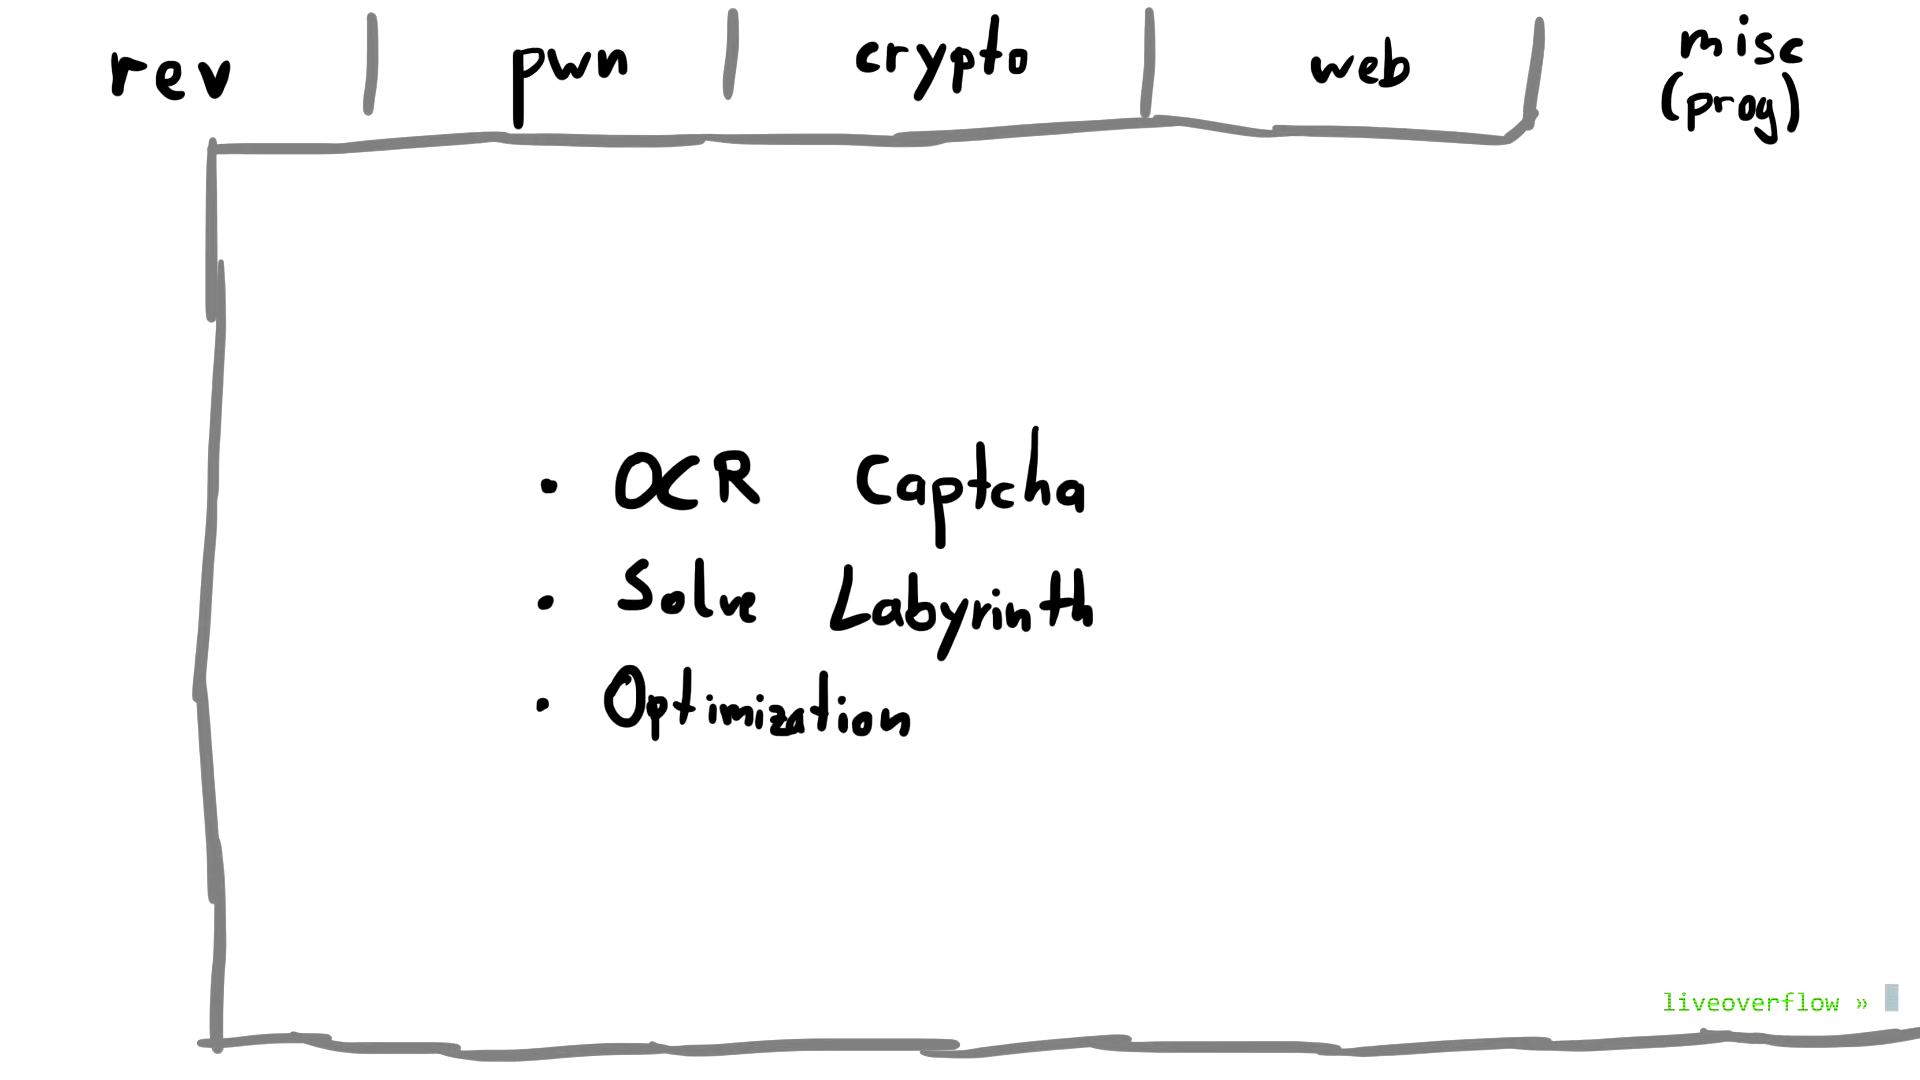 rev pwn crypto web misc
(prog)
• OCR Captcha
• Solve Labyrinth
• Optimization
liveoverflow »